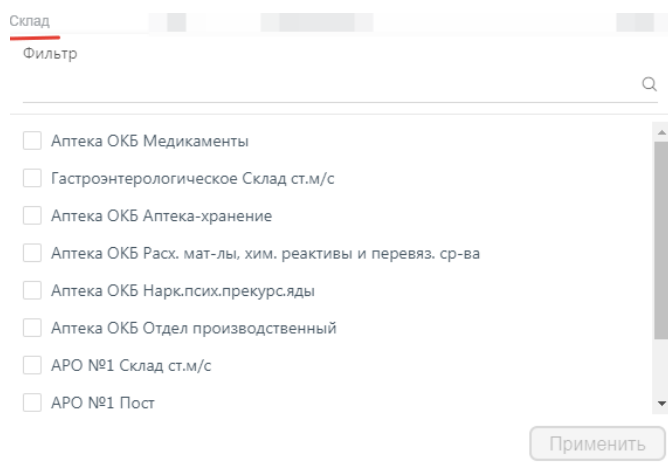 Склад
Фильтр
Аптека ОКБ Медикаменты
Гастроэнтерологическое Склад ст.м/с
Аптека ОКБ Аптека-хранение
Аптека ОКБ Расх. мат-лы, хим. реактивы и перевяз. ср-ва
Аптека ОКБ Нарк.псих.прекурс.яды
Аптека ОКБ Отдел производственный
АРО №1 Склад ст.м/с
АРО №1 Пост
Применить